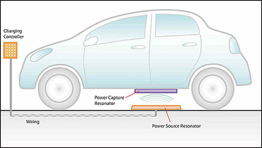 Charging
Controller
Power Capture
Resonator
Wiring
Power Source Resonator